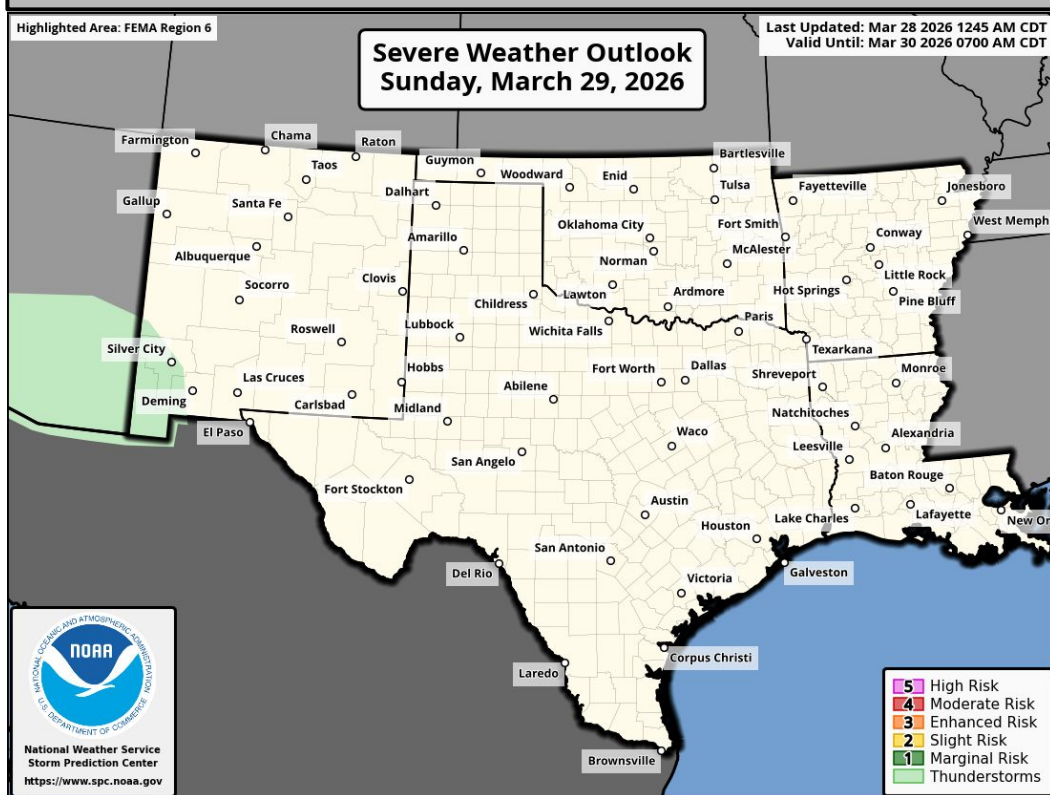 Highlighted Area: FEMA Region 6
Last Updated: Mar 28 2026 1245 AM CDT
Valid Until: Mar 30 2026 0700 AM CDT
Severe Weather Outlook
Sunday, March 29, 2026
Farmington
Chama
Raton
Taos
Guymon
Woodward
Enid
Bartlesville
Gallup
Santa Fe
Dalhart
Tulsa
Fayetteville
Jonesboro
Albuquerque
Amarillo
Oklahoma City
Fort Smith
Conway
West Memph
Norman
McAlester
Socorro
Clovis
Childress
Lawton
Ardmore
Hot Springs
Little Rock
Pine Bluff
Roswell
Lubbock
Wichita Falls
Paris
Silver City
Texarkana
Las Cruces
Hobbs
Abilene
Fort Worth
Dallas
Shreveport
Monroe
Deming
Carlsbad
Midland
Natchitoches
El Paso
Waco
Leesville
Alexandria
San Angelo
Baton Rouge
Fort Stockton
Austin
Houston
Lake Charles
Lafayette
New Or
San Antonio
Del Rio
Victoria
Galveston
Laredo
Corpus Christi
Brownsville
NATIONAL OCEANIC AND ATMOSPHERIC ADMINISTRATION
NOAA
U.S. DEPARTMENT OF COMMERCE
National Weather Service
Storm Prediction Center
https://www.spc.noaa.gov
5 High Risk
4 Moderate Risk
3 Enhanced Risk
2 Slight Risk
1 Marginal Risk
Thunderstorms